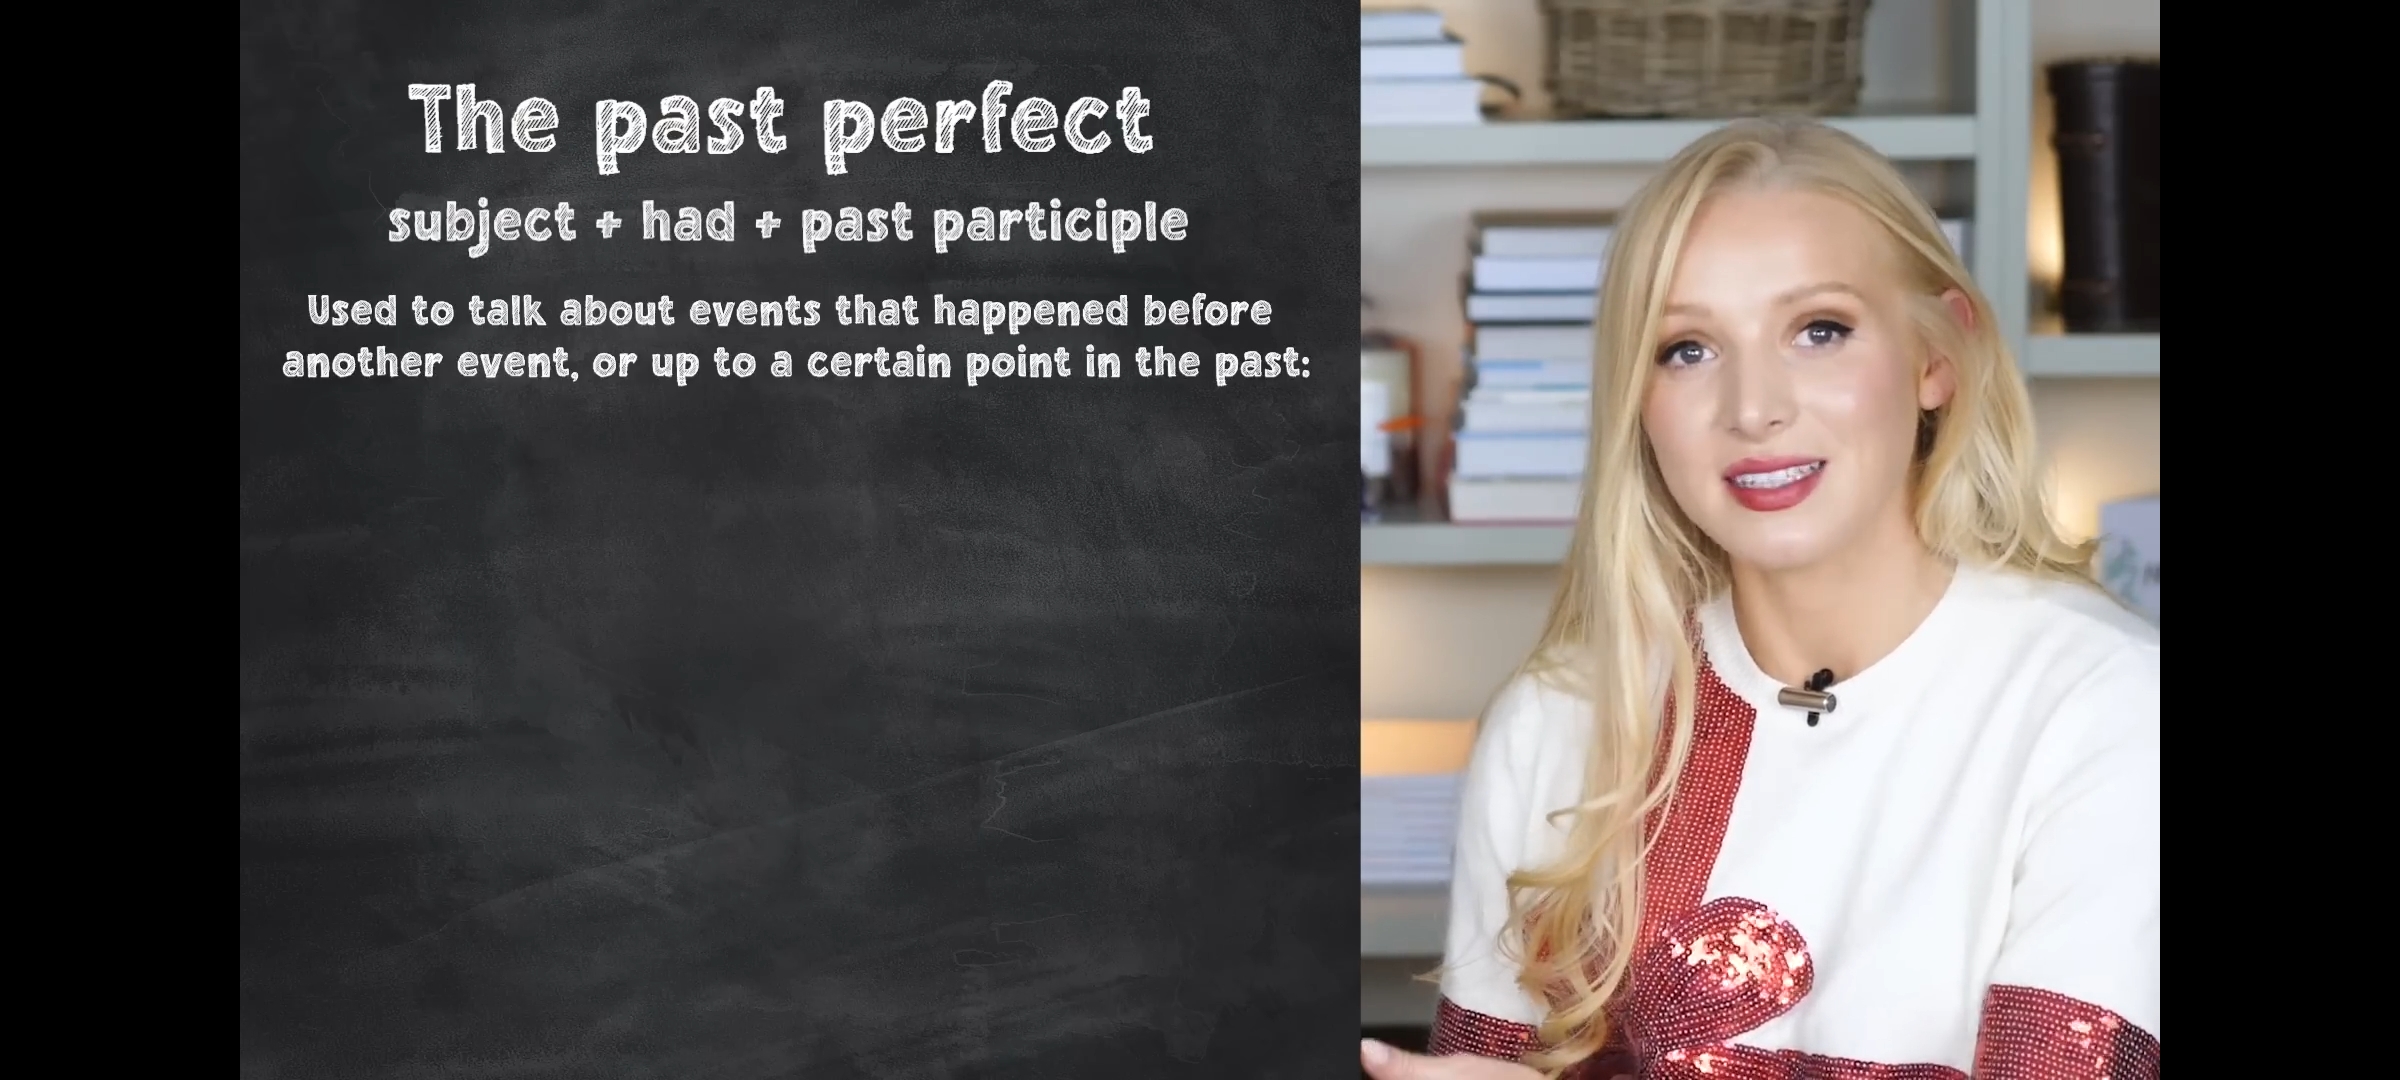 The past perfect
subject + had + past participle
Used to talk about events that happened before
another event, or up to a certain point in the past: